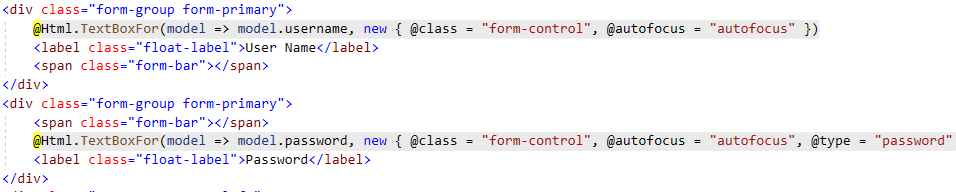 <div class="form-group form-primary">
@Html.TextBoxFor(model => model.username, new { @class = "form-control", @autofocus = "autofocus" })
<label class="float-label">User Name</label>
<span class="form-bar"></span>
</div>
<div class="form-group form-primary">
<span class="form-bar"></span>
@Html.TextBoxFor(model => model.password, new { @class = "form-control", @autofocus = "autofocus", @type = "password"
<label class="float-label">Password</label>
</div>